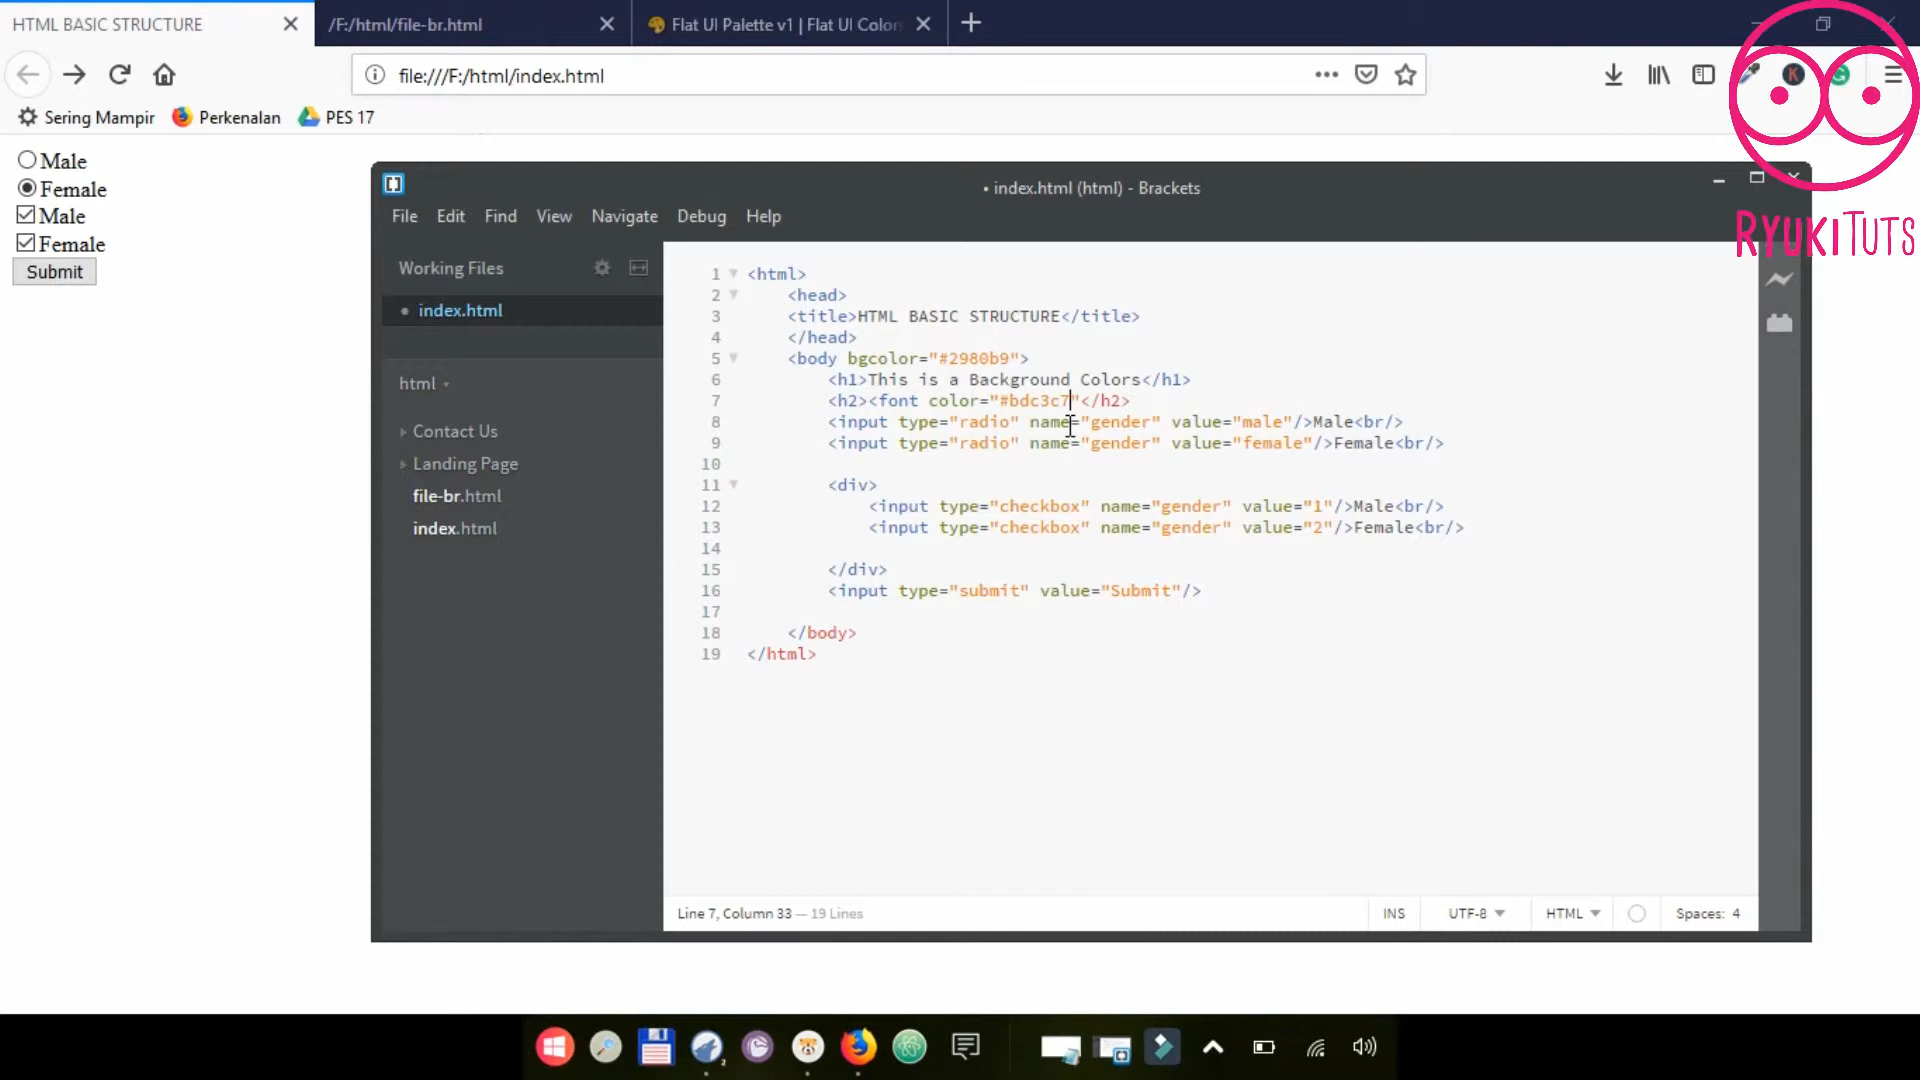 HTML BASIC STRUCTURE
/F:/html/file-br.html
Flat UI Palette v1 | Flat UI Color
file:///F:/html/index.html
K
Sering Mampir
Perkenalan
PES 17
RYUKITUTS
Male
Female
Male
Female
Submit
• index.html (html) - Brackets
File Edit Find View Navigate Debug Help
Working Files
index.html
html
Contact Us
Landing Page
file-br.html
index.html
1 <html>
2 <head>
3 <title>HTML BASIC STRUCTURE</title>
4 </head>
5 <body bgcolor="#2980b9">
6 <h1>This is a Background Colors</h1>
7 <h2><font color="#bdc3c7"</h2>
8 <input type="radio" name="gender" value="male"/>Male<br/>
9 <input type="radio" name="gender" value="female"/>Female<br/>
10
11 <div>
12 <input type="checkbox" name="gender" value="1"/>Male<br/>
13 <input type="checkbox" name="gender" value="2"/>Female<br/>
14
15 </div>
16 <input type="submit" value="Submit"/>
17
18 </body>
19 </html>
Line 7, Column 33 — 19 Lines
INS
UTF-8
HTML
Spaces: 4